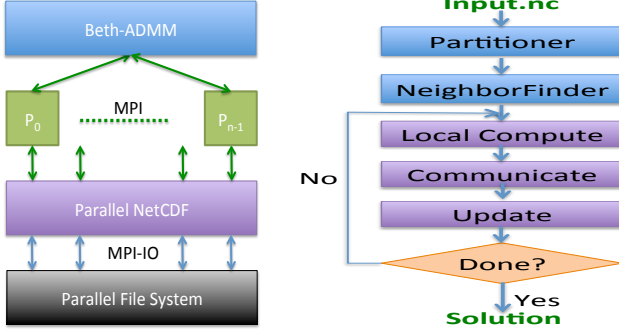 Beth-ADMM
MPI
P0
Pn-1
Parallel NetCDF
MPI-IO
Parallel File System
Input.nc
Partitioner
NeighborFinder
Local Compute
No
Communicate
Update
Done?
Yes
Solution